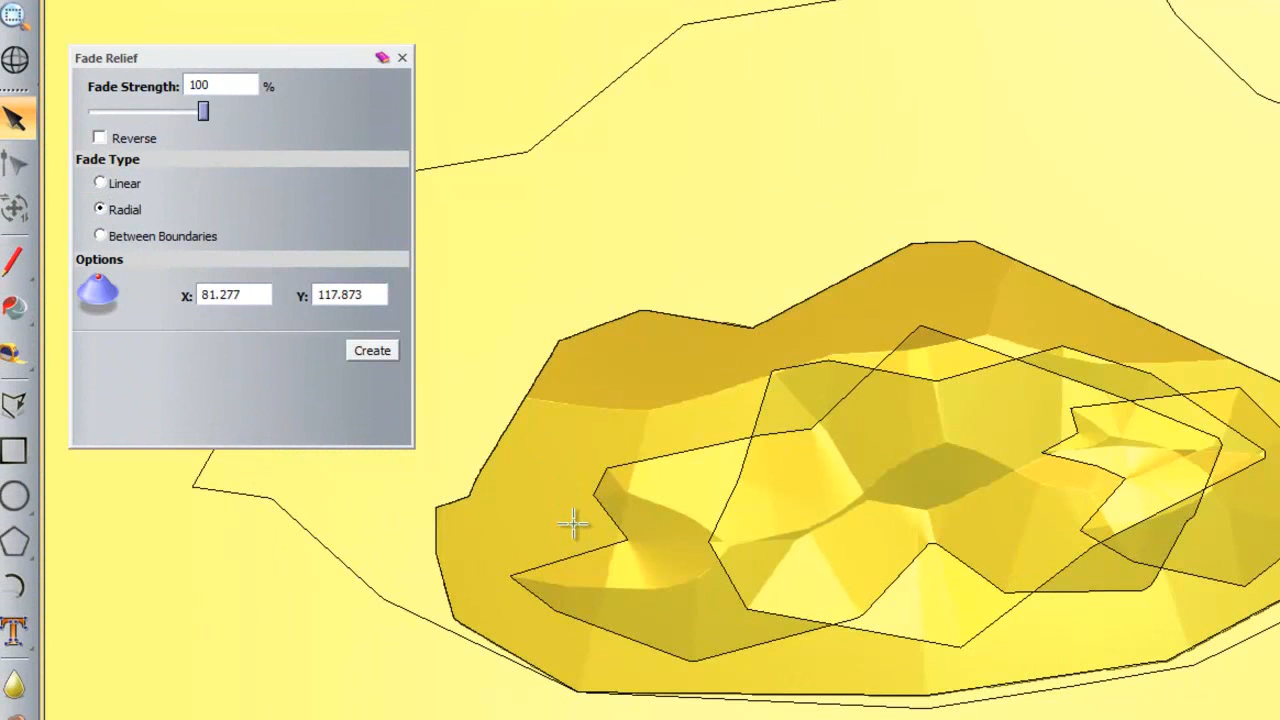 Fade Relief
Fade Strength: 100 %
Reverse
Fade Type
Linear
Radial
Between Boundaries
Options
X: 81.277 Y: 117.873
Create